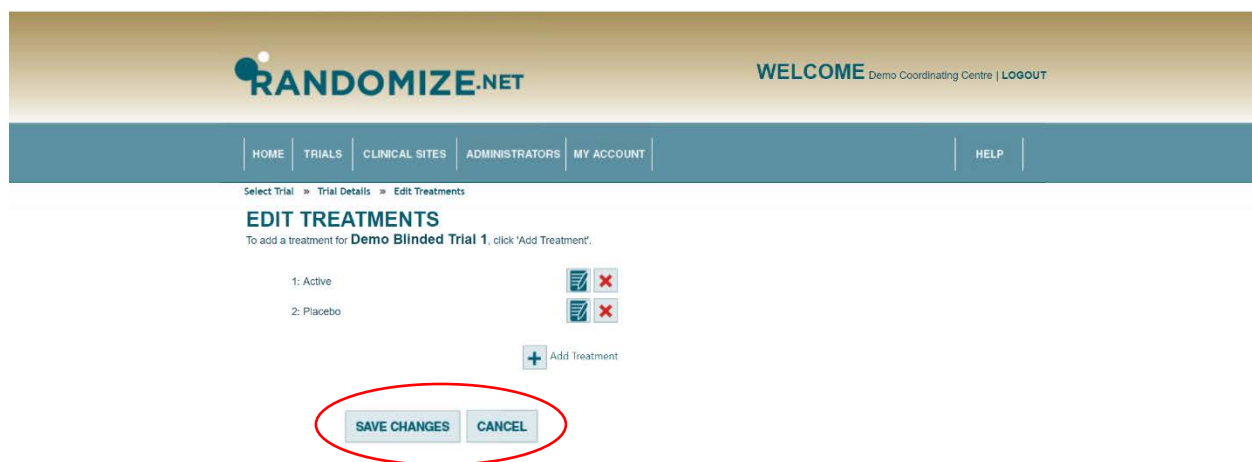 RANDOMIZE.NET
WELCOME Demo Coordinating Centre | LOGOUT
HOME TRIALS CLINICAL SITES ADMINISTRATORS MY ACCOUNT HELP
Select Trial » Trial Details » Edit Treatments
EDIT TREATMENTS
To add a treatment for Demo Blinded Trial 1, click 'Add Treatment'.
1: Active
2: Placebo
Add Treatment
SAVE CHANGES CANCEL